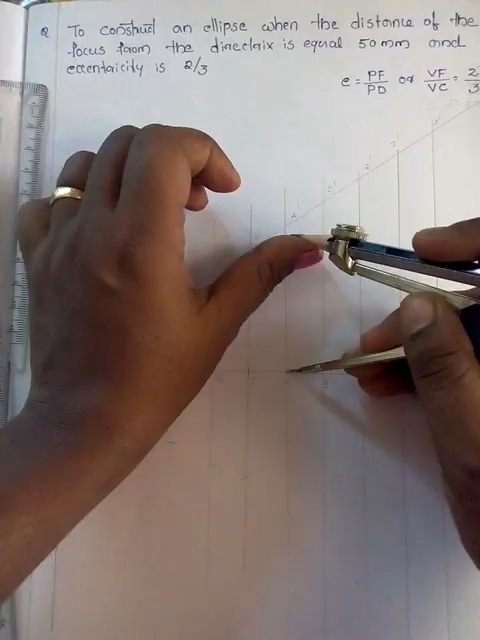 Q To construct an ellipse when the distance of the
focus from the directrix is equal 50mm and
eccentricity is 2/3
e = PF/PD or VF/VC = 2/3